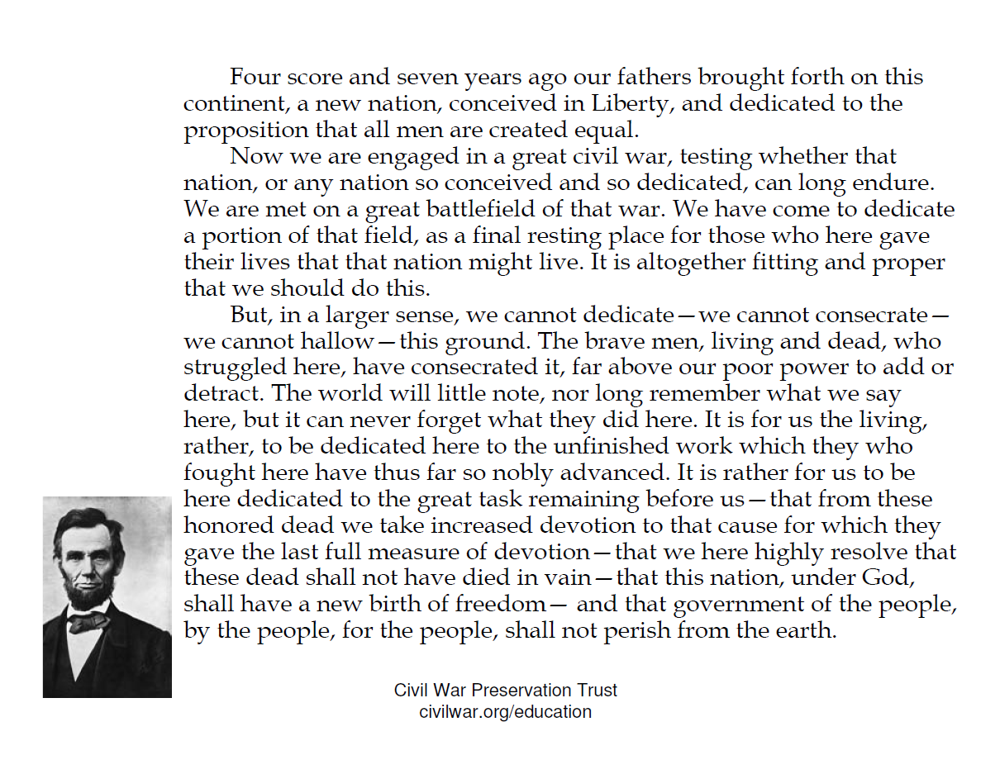 Four score and seven years ago our fathers brought forth on this
continent, a new nation, conceived in Liberty, and dedicated to the
proposition that all men are created equal.
Now we are engaged in a great civil war, testing whether that
nation, or any nation so conceived and so dedicated, can long endure.
We are met on a great battlefield of that war. We have come to dedicate
a portion of that field, as a final resting place for those who here gave
their lives that that nation might live. It is altogether fitting and proper
that we should do this.
But, in a larger sense, we cannot dedicate—we cannot consecrate—
we cannot hallow—this ground. The brave men, living and dead, who
struggled here, have consecrated it, far above our poor power to add or
detract. The world will little note, nor long remember what we say
here, but it can never forget what they did here. It is for us the living,
rather, to be dedicated here to the unfinished work which they who
fought here have thus far so nobly advanced. It is rather for us to be
here dedicated to the great task remaining before us—that from these
honored dead we take increased devotion to that cause for which they
gave the last full measure of devotion—that we here highly resolve that
these dead shall not have died in vain—that this nation, under God,
shall have a new birth of freedom— and that government of the people,
by the people, for the people, shall not perish from the earth.
Civil War Preservation Trust
civilwar.org/education